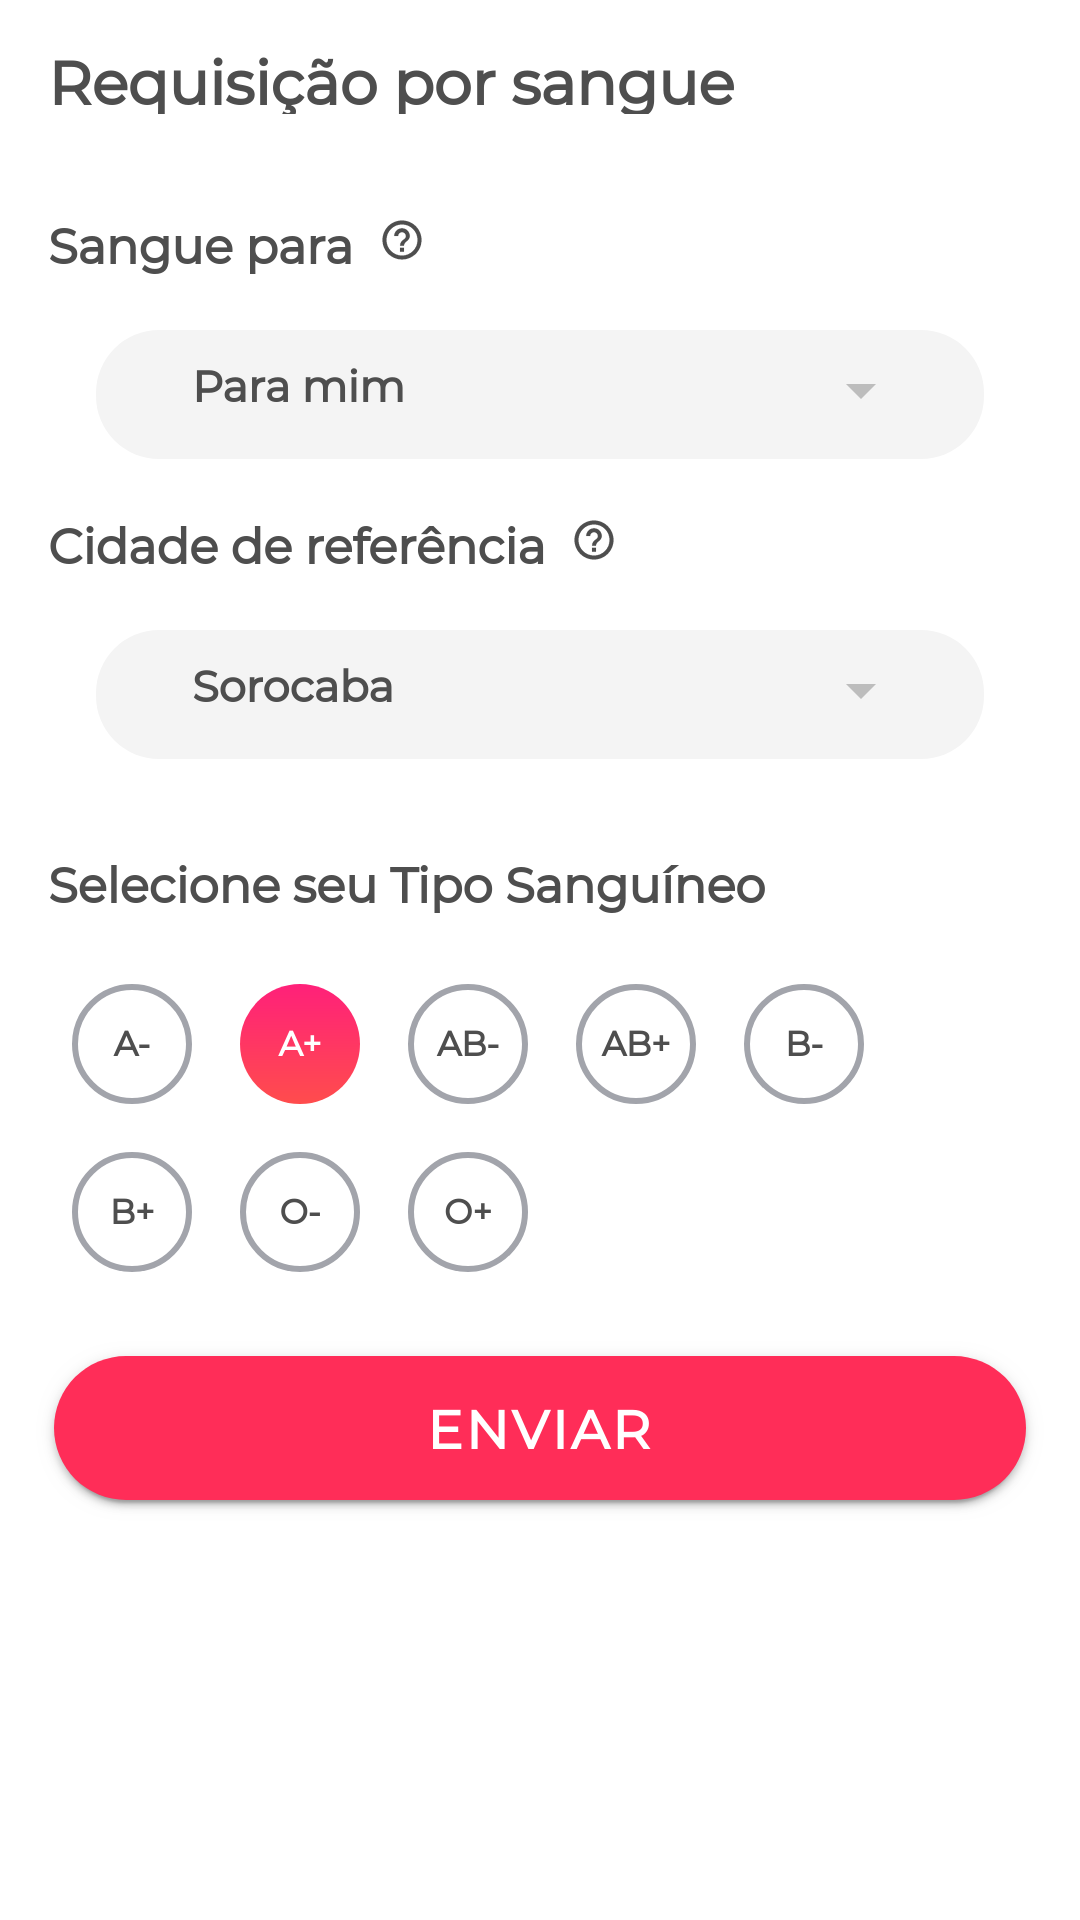 Requisição por sangue
Sangue para
Para mim
Cidade de referência
Sorocaba
Selecione seu Tipo Sanguíneo
A- A+ AB- AB+ B-
B+ O- O+
ENVIAR